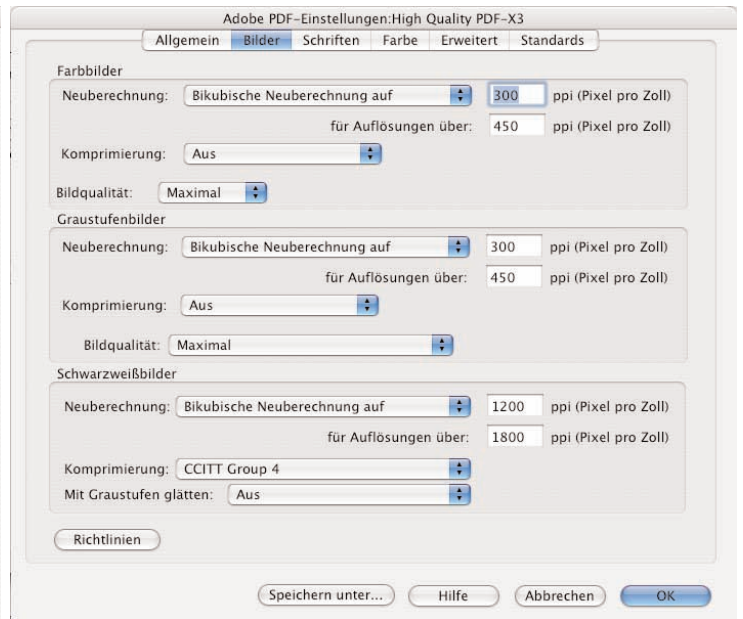 Adobe PDF-Einstellungen:High Quality PDF-X3
Allgemein Bilder Schriften Farbe Erweitert Standards
Farbbilder
Neuberechnung: Bikubische Neuberechnung auf 300 ppi (Pixel pro Zoll)
für Auflösungen über: 450 ppi (Pixel pro Zoll)
Komprimierung: Aus
Bildqualität: Maximal
Graustufenbilder
Neuberechnung: Bikubische Neuberechnung auf 300 ppi (Pixel pro Zoll)
für Auflösungen über: 450 ppi (Pixel pro Zoll)
Komprimierung: Aus
Bildqualität: Maximal
Schwarzweißbilder
Neuberechnung: Bikubische Neuberechnung auf 1200 ppi (Pixel pro Zoll)
für Auflösungen über: 1800 ppi (Pixel pro Zoll)
Komprimierung: CCITT Group 4
Mit Graustufen glätten: Aus
Richtlinien
Speichern unter... Hilfe Abbrechen OK